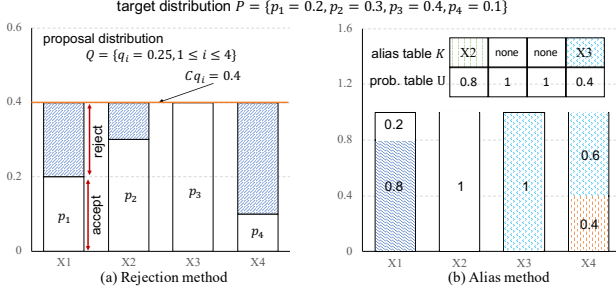 target distribution P = {p₁ = 0.2, p₂ = 0.3, p₃ = 0.4, p₄ = 0.1}
proposal distribution
Q = {qᵢ = 0.25, 1 ≤ i ≤ 4}
Cqᵢ = 0.4
0.6
0.4
0.2
0
reject
accept
p₁
p₂
p₃
p₄
X1 X2 X3 X4
(a) Rejection method
1.6
1.2
0.8
0.4
0
alias table K X2 none none X3
prob. table U 0.8 1 1 0.4
0.2
0.8
1
1
0.6
0.4
X1 X2 X3 X4
(b) Alias method